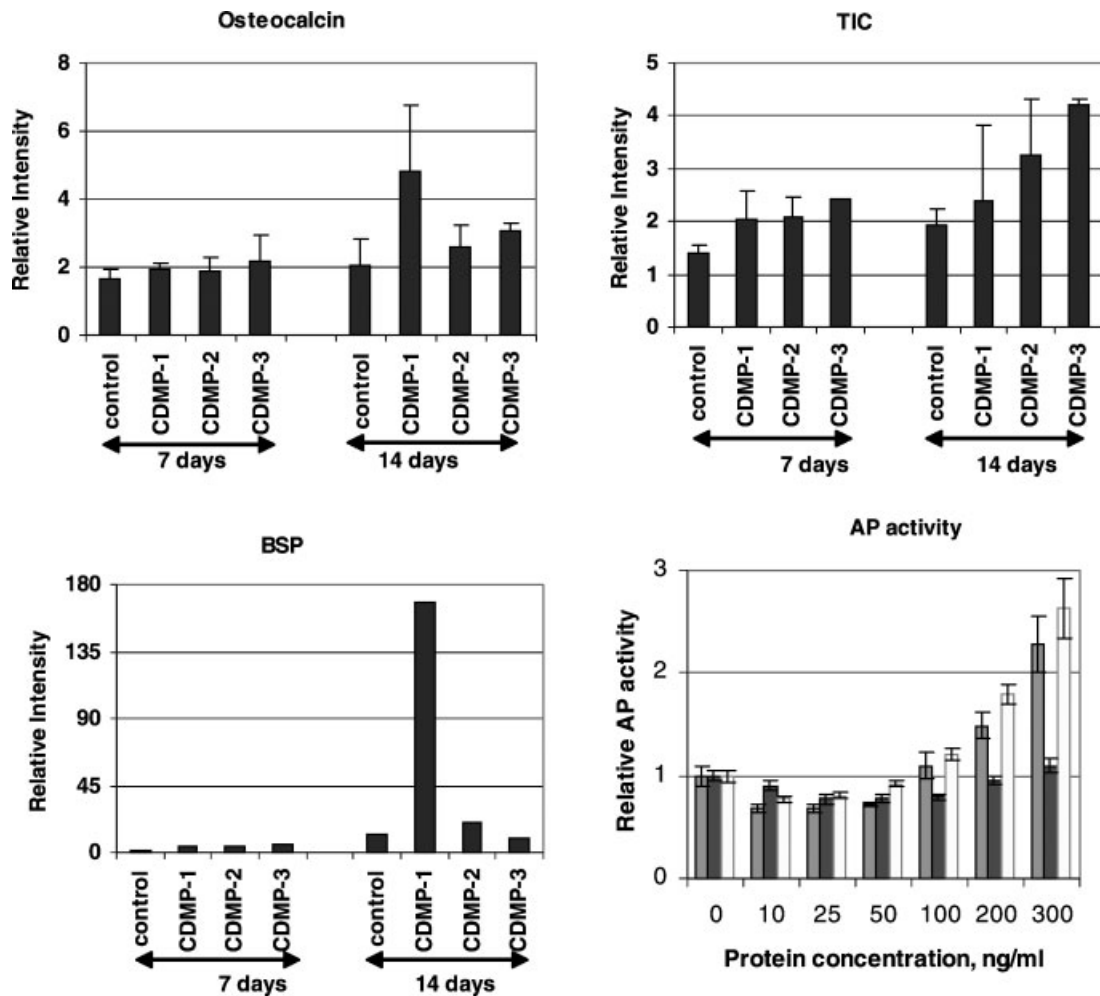 Osteocalcin
Relative Intensity
8
6
4
2
0
control
CDMP-1
CDMP-2
CDMP-3
control
CDMP-1
CDMP-2
CDMP-3
7 days
14 days
TIC
Relative Intensity
5
4
3
2
1
0
control
CDMP-1
CDMP-2
CDMP-3
control
CDMP-1
CDMP-2
CDMP-3
7 days
14 days
BSP
Relative Intensity
180
135
90
45
0
control
CDMP-1
CDMP-2
CDMP-3
control
CDMP-1
CDMP-2
CDMP-3
7 days
14 days
AP activity
Relative AP activity
3
2
1
0
0 10 25 50 100 200 300
Protein concentration, ng/ml